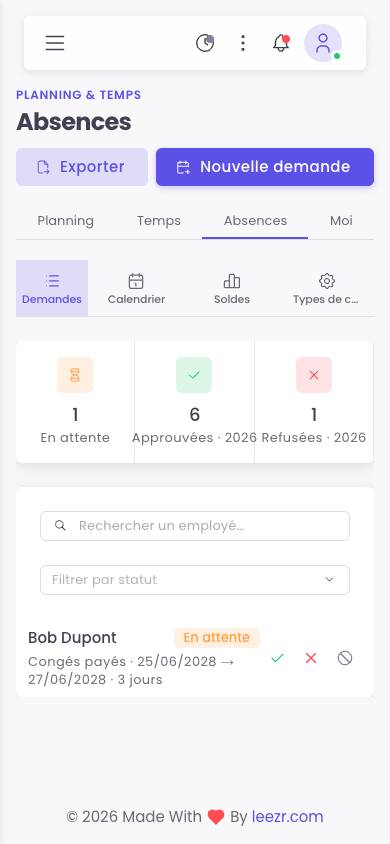 PLANNING & TEMPS
Absences
Exporter
Nouvelle demande
Planning Temps Absences Moi
Demandes Calendrier Soldes Types de c...
1 6 1
En attente Approuvées · 2026 Refusées · 2026
Rechercher un employé...
Filtrer par statut
Bob Dupont En attente
Congés payés · 25/06/2028 →
27/06/2028 · 3 jours
© 2026 Made With ❤ By leezr.com